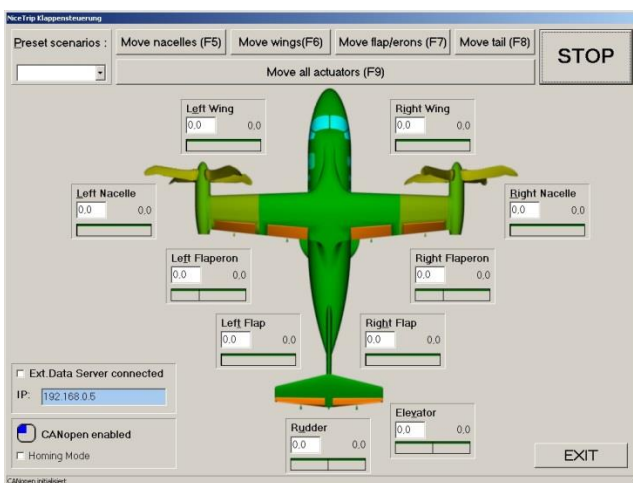 NiceTrip Klappensteuerung
Preset scenarios :
Move nacelles (F5)
Move wings(F6)
Move flap/erons (F7)
Move tail (F8)
STOP
Move all actuators (F9)
Left Wing
0,0 0,0
Right Wing
0,0 0,0
Left Nacelle
0,0 0,0
Right Nacelle
0,0 0,0
Left Flaperon
0,0 0,0
Right Flaperon
0,0 0,0
Left Flap
0,0 0,0
Right Flap
0,0 0,0
Ext.Data Server connected
IP: 192.168.0.5
CANopen enabled
Homing Mode
Rudder
0,0 0,0
Elevator
0,0 0,0
EXIT
CANopen initialisiert